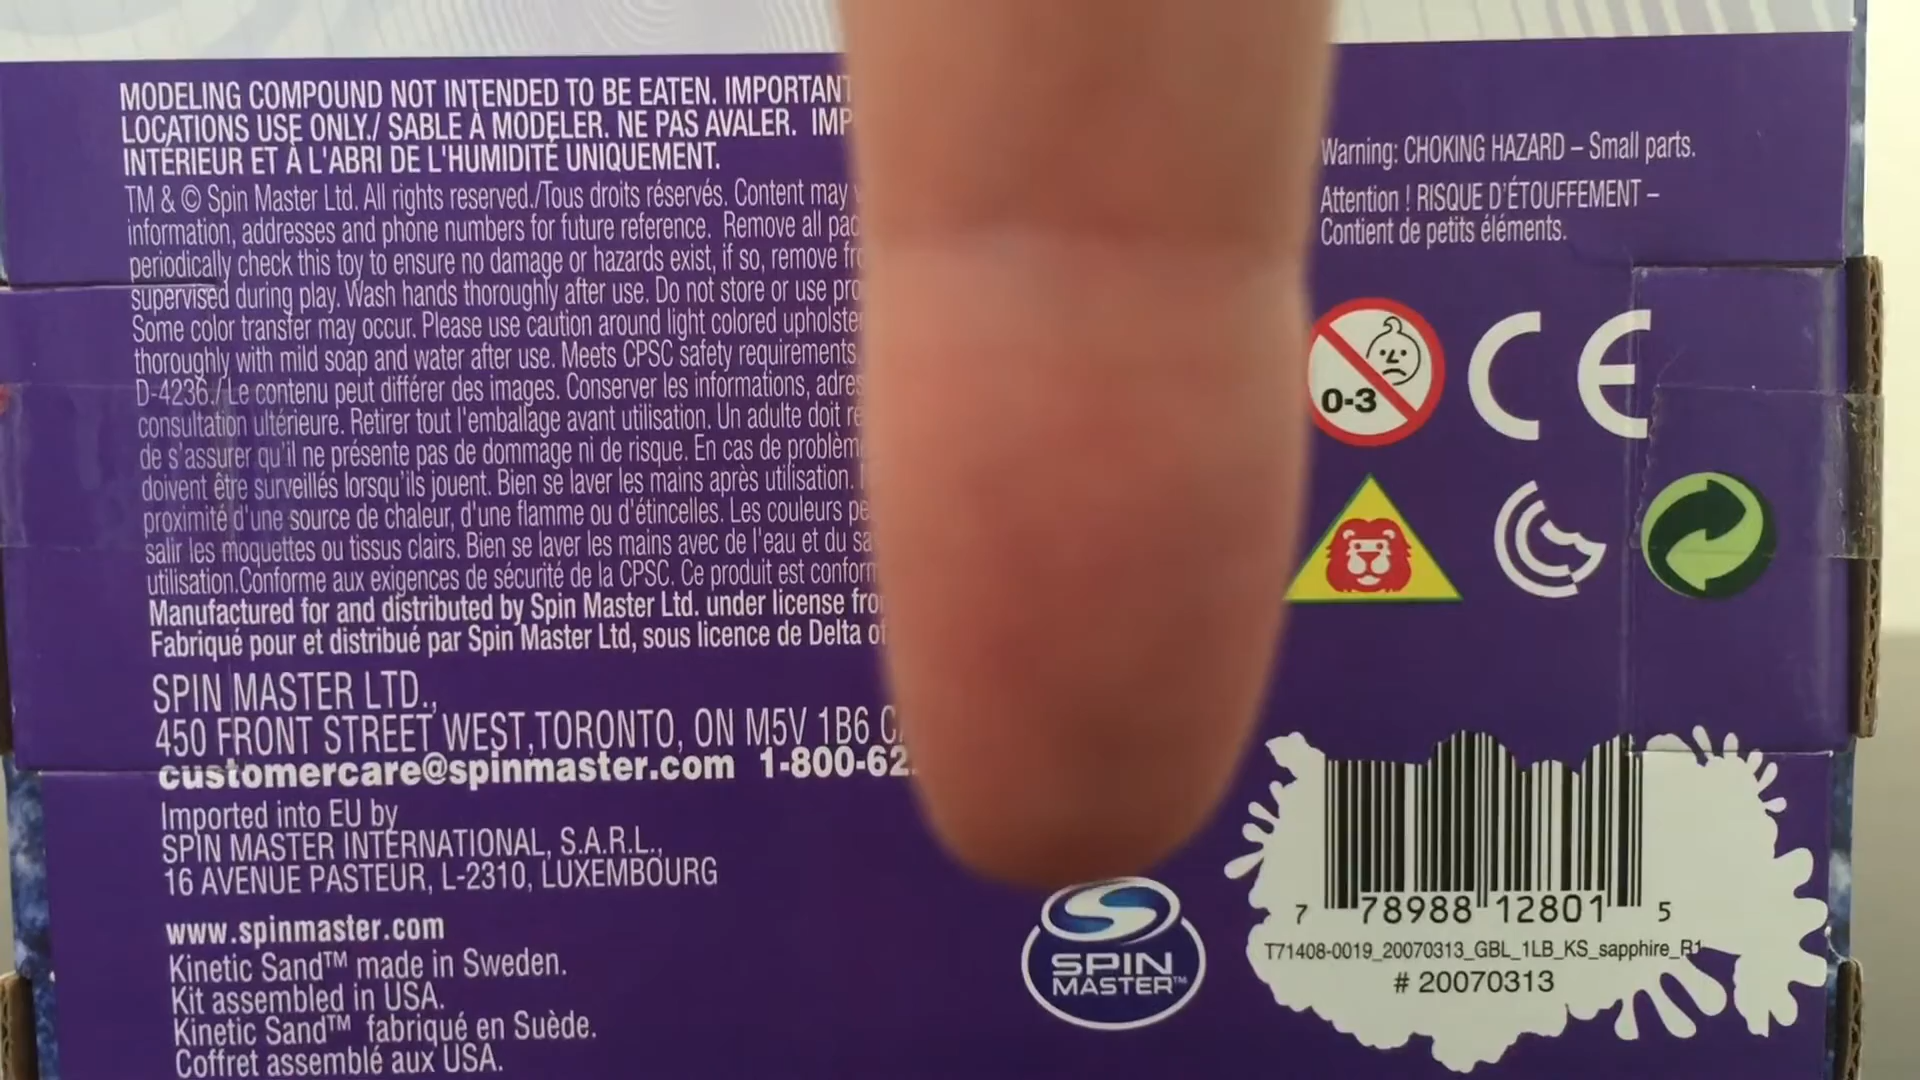 MODELING COMPOUND NOT INTENDED TO BE EATEN. IMPORTANT
LOCATIONS USE ONLY./ SABLE À MODELER. NE PAS AVALER.
INTÉRIEUR ET À L'ABRI DE L'HUMIDITÉ UNIQUEMENT.
TM & © Spin Master Ltd. All rights reserved./Tous droits réservés. Content may
information, addresses and phone numbers for future reference. Remove all
periodically check this toy to ensure no damage or hazards exist, if so, remove
supervised during play. Wash hands thoroughly after use. Do not store or use
Some color transfer may occur. Please use caution around light colored
thoroughly with mild soap and water after use. Meets CPSC safety requirements.
D-4236./ Le contenu peut différer des images. Conserver les informations,
consultation ultérieure. Retirer tout l'emballage avant utilisation. Un adulte doit
de s'assurer qu'il ne présente pas de dommage ni de risque. En cas de
doivent être surveillés lorsqu'ils jouent. Bien se laver les mains après utilisation.
proximité d'une source de chaleur, d'une flamme ou d'étincelles. Les couleurs
salir les moquettes ou tissus clairs. Bien se laver les mains avec de l'eau et du
utilisation.Conforme aux exigences de sécurité de la CPSC. Ce produit est
Manufactured for and distributed by Spin Master Ltd. under license
Fabriqué pour et distribué par Spin Master Ltd, sous licence de Delta
SPIN MASTER LTD.,
450 FRONT STREET WEST,TORONTO, ON M5V 1B6
customercare@spinmaster.com 1-800-62
Imported into EU by
SPIN MASTER INTERNATIONAL, S.A.R.L.,
16 AVENUE PASTEUR, L-2310, LUXEMBOURG
www.spinmaster.com
Kinetic Sand™ made in Sweden.
Kit assembled in USA.
Kinetic Sand™ fabriqué en Suède.
Coffret assemblé aux USA.
Warning: CHOKING HAZARD – Small parts.
Attention ! RISQUE D'ÉTOUFFEMENT –
Contient de petits éléments.
0-3
CE
SPIN
MASTER™
7 78988 12801 5
T71408-0019_20070313_GBL_1LB_KS_sapphire_R1
# 20070313